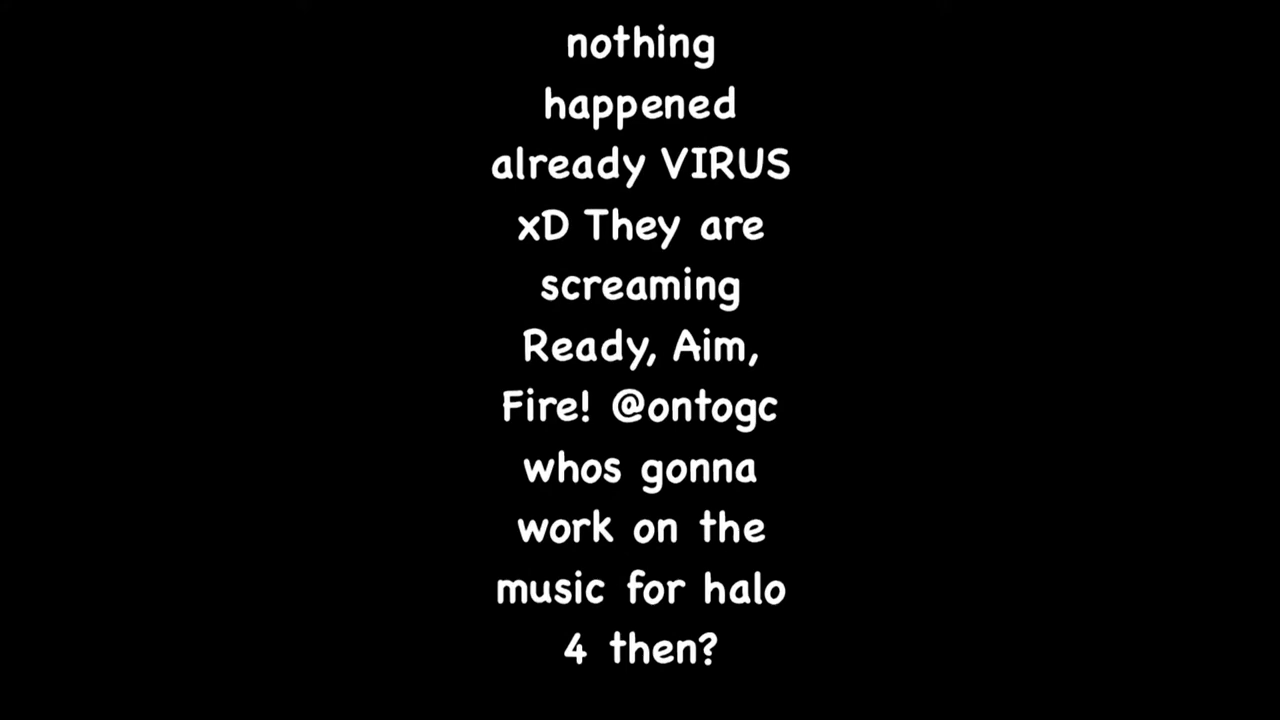 nothing
happened
already VIRUS
xD They are
screaming
Ready, Aim,
Fire! @ontogc
whos gonna
work on the
music for halo
4 then?